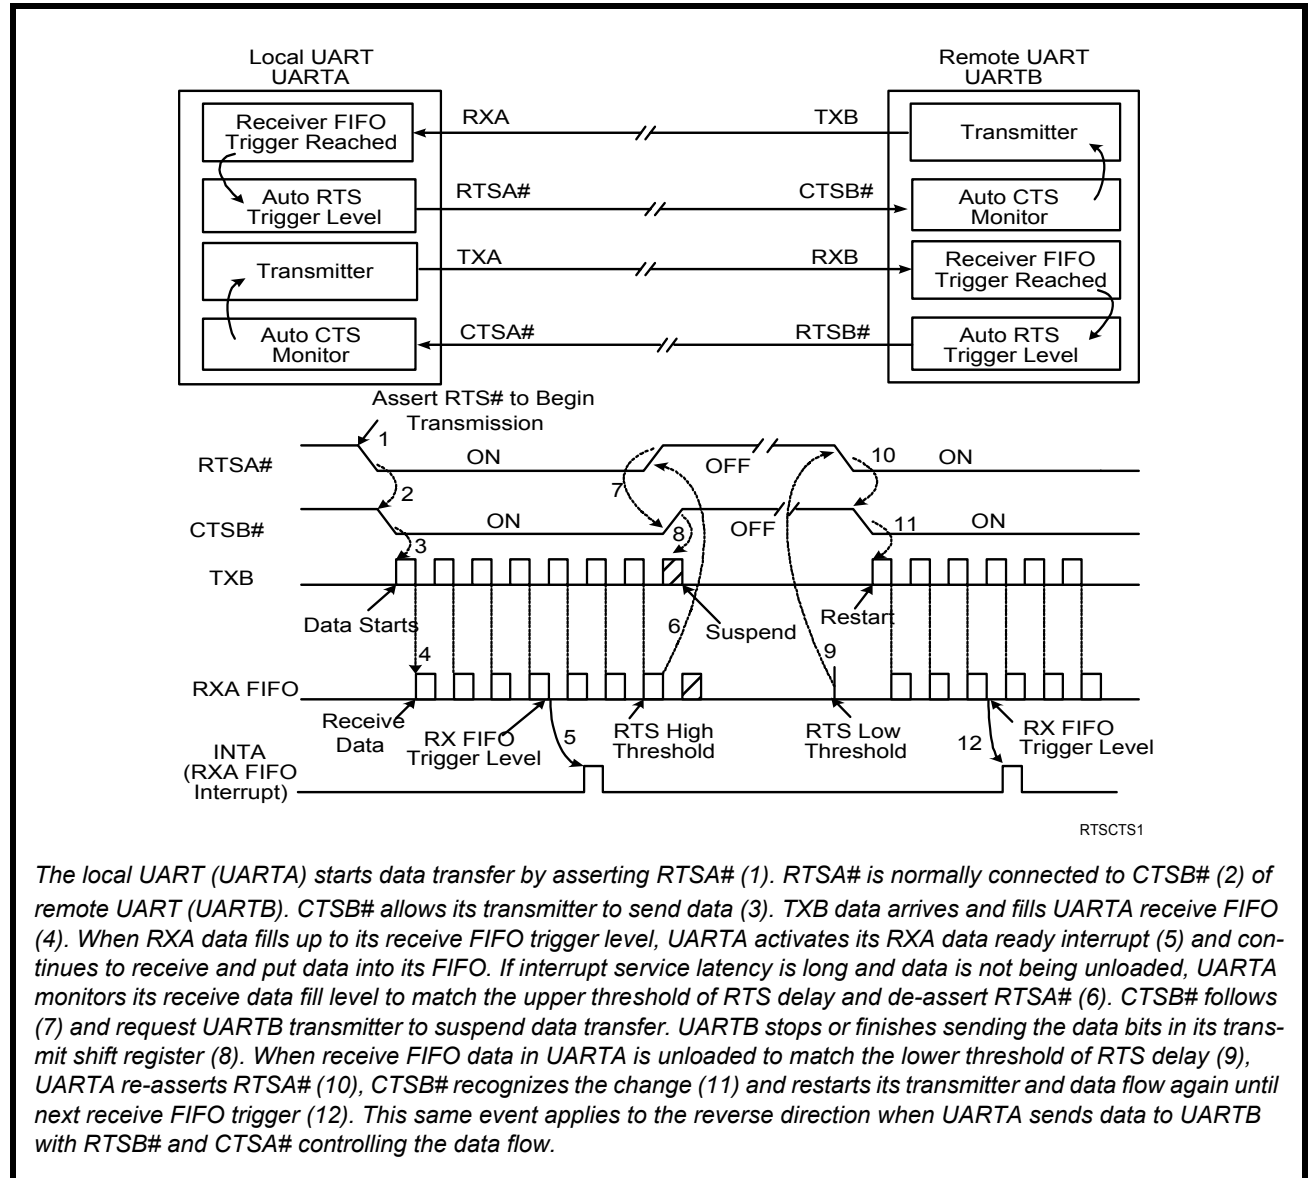 Local UART
UARTA
Remote UART
UARTB
Receiver FIFO
Trigger Reached
RXA
TXB
Transmitter
Auto RTS
Trigger Level
RTSA#
CTSB#
Auto CTS
Monitor
Transmitter
TXA
RXB
Receiver FIFO
Trigger Reached
Auto CTS
Monitor
CTSA#
RTSB#
Auto RTS
Trigger Level
Assert RTS# to Begin
Transmission
1
RTSA#
ON
OFF
10
ON
2
7
CTSB#
ON
OFF
11
ON
3
8
TXB
Data Starts
6
Suspend
Restart
4
9
RXA FIFO
Receive
Data
RX FIFO
Trigger Level
5
RTS High
Threshold
RTS Low
Threshold
12
RX FIFO
Trigger Level
INTA
(RXA FIFO
Interrupt)
RTSCTS1
The local UART (UARTA) starts data transfer by asserting RTSA# (1). RTSA# is normally connected to CTSB# (2) of
remote UART (UARTB). CTSB# allows its transmitter to send data (3). TXB data arrives and fills UARTA receive FIFO
(4). When RXA data fills up to its receive FIFO trigger level, UARTA activates its RXA data ready interrupt (5) and con-
tinues to receive and put data into its FIFO. If interrupt service latency is long and data is not being unloaded, UARTA
monitors its receive data fill level to match the upper threshold of RTS delay and de-assert RTSA# (6). CTSB# follows
(7) and request UARTB transmitter to suspend data transfer. UARTB stops or finishes sending the data bits in its trans-
mit shift register (8). When receive FIFO data in UARTA is unloaded to match the lower threshold of RTS delay (9),
UARTA re-asserts RTSA# (10), CTSB# recognizes the change (11) and restarts its transmitter and data flow again until
next receive FIFO trigger (12). This same event applies to the reverse direction when UARTA sends data to UARTB
with RTSB# and CTSA# controlling the data flow.